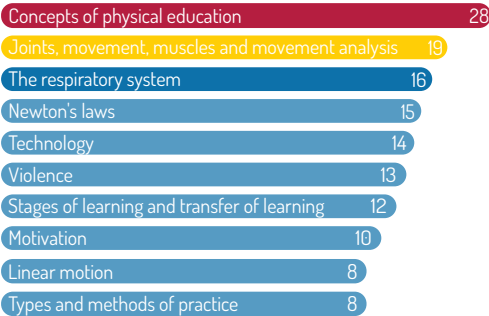 Concepts of physical education 28
Joints, movement, muscles and movement analysis 19
The respiratory system 16
Newton's laws 15
Technology 14
Violence 13
Stages of learning and transfer of learning 12
Motivation 10
Linear motion 8
Types and methods of practice 8